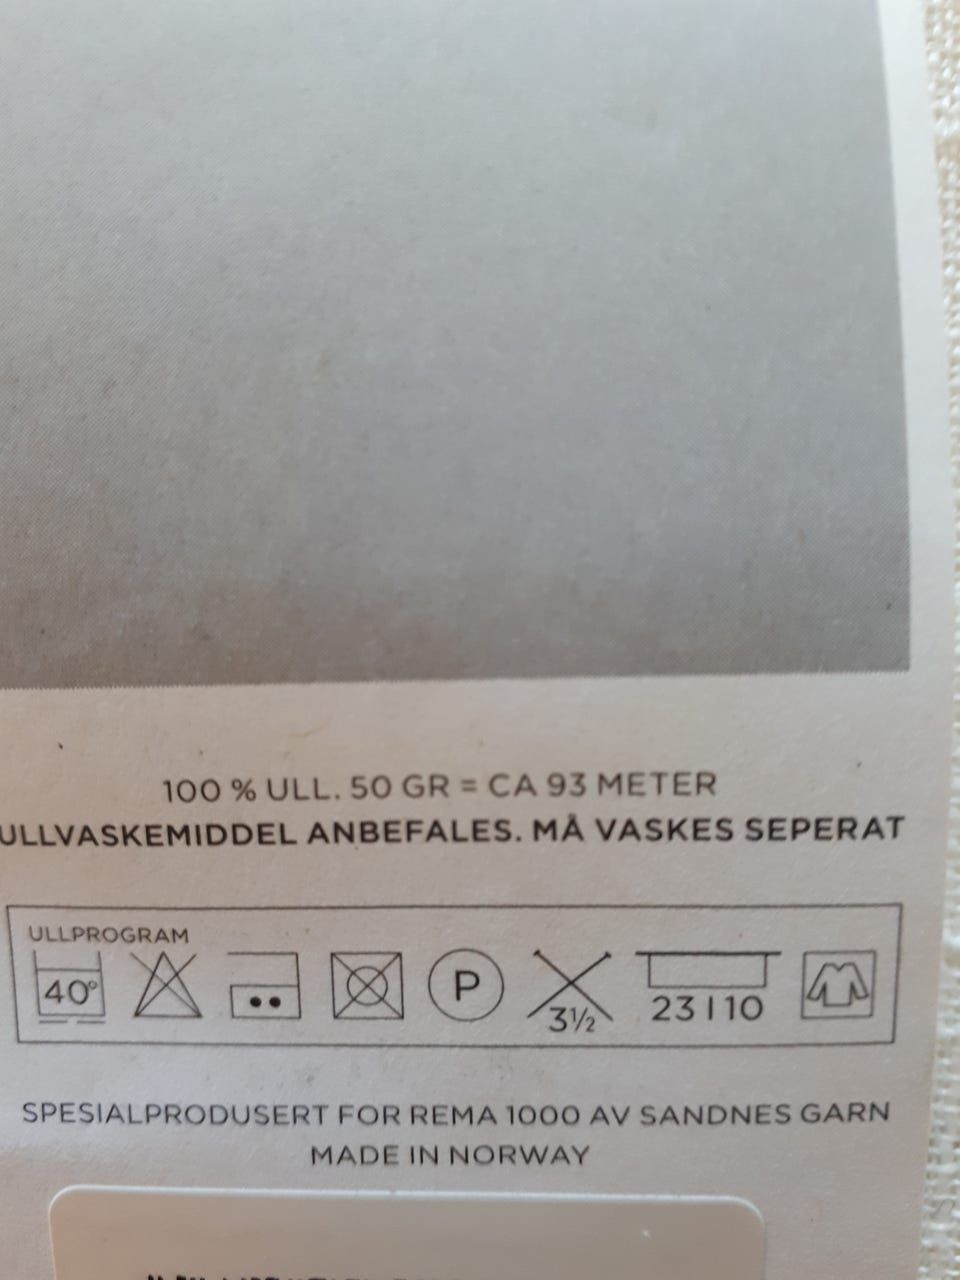 100 % ULL. 50 GR = CA 93 METER
ULLVASKEMIDDEL ANBEFALES. MÅ VASKES SEPERAT
ULLPROGRAM
40° P 3½ 23 I 10
SPESIALPRODUSERT FOR REMA 1000 AV SANDNES GARN
MADE IN NORWAY